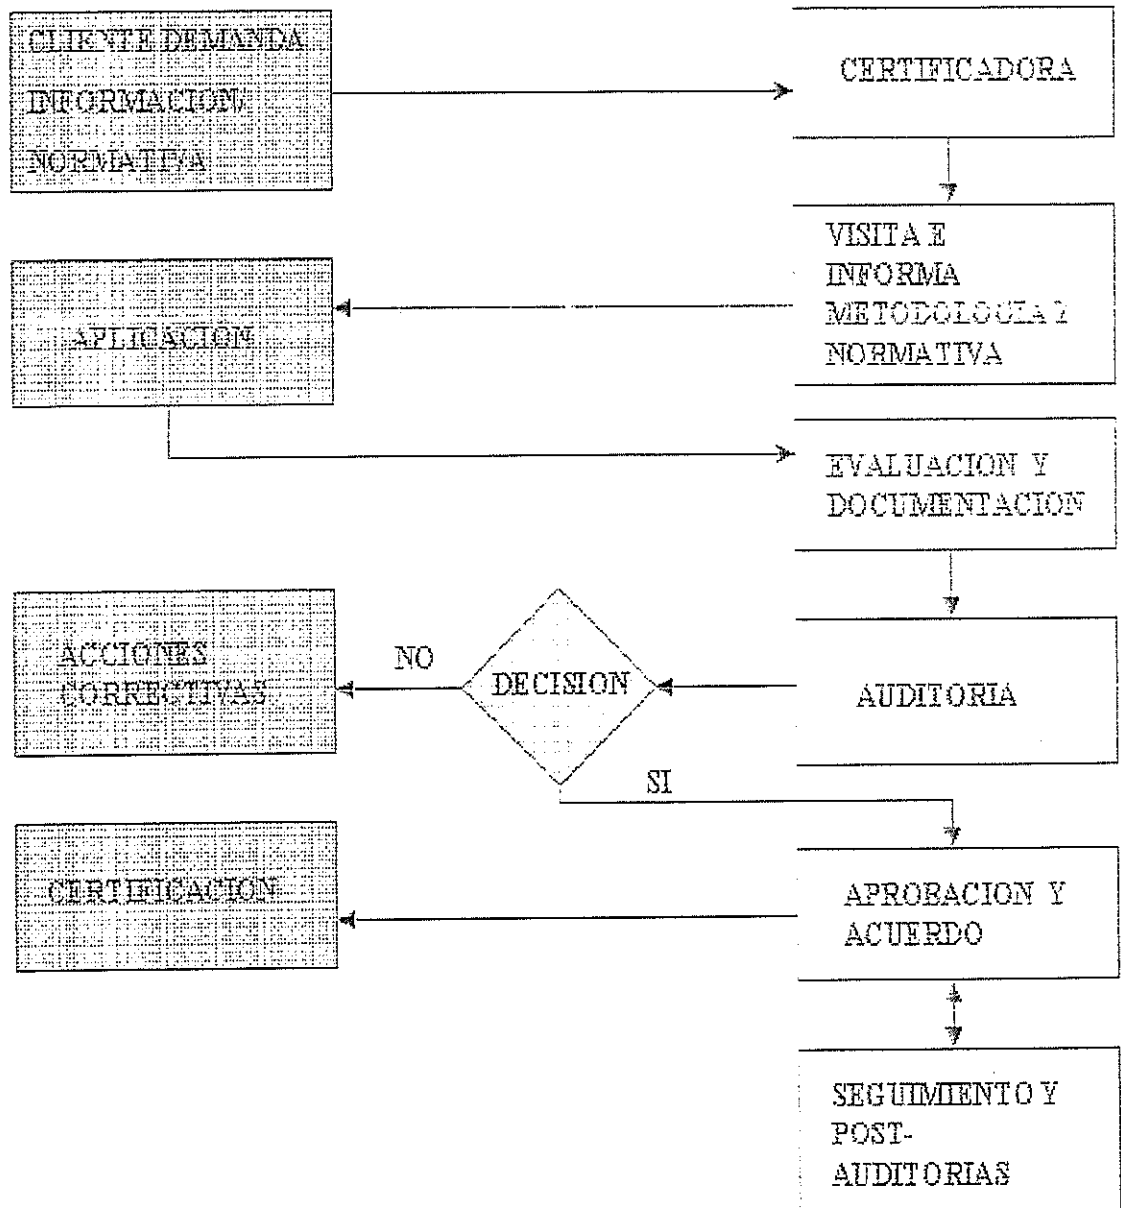 CLIENTE DEMANDA
INFORMACION,
NORMATIVA
CERTIFICADORA
VISITA E
INFORMA
METODOLOGIA Y
NORMATIVA
APLICACION
EVALUACION Y
DOCUMENTACION
ACCIONES
CORRECTIVAS
NO
DECISION
AUDITORIA
SI
CERTIFICACION
APROBACION Y
ACUERDO
SEGUIMIENTO Y
POST-
AUDITORIAS